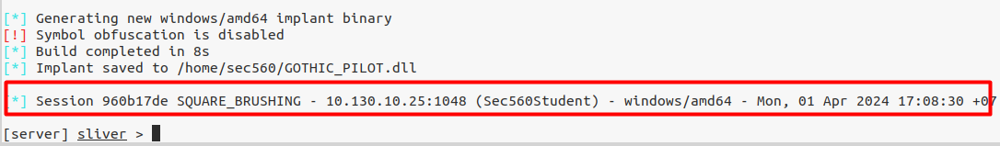 [*] Generating new windows/amd64 implant binary
[!] Symbol obfuscation is disabled
[*] Build completed in 8s
[*] Implant saved to /home/sec560/GOTHIC_PILOT.dll
[*] Session 960b17de SQUARE_BRUSHING - 10.130.10.25:1048 (Sec560Student) - windows/amd64 - Mon, 01 Apr 2024 17:08:30 +07
[server] sliver >